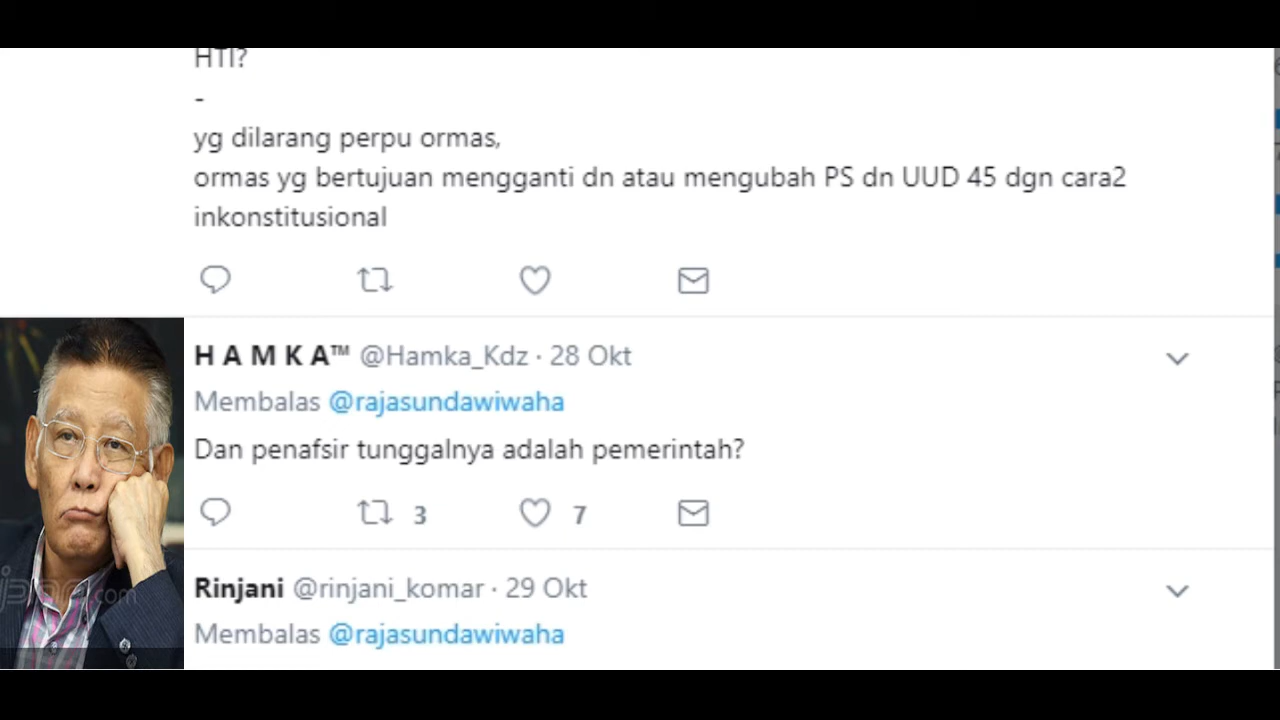 HTI?
-
yg dilarang perpu ormas,
ormas yg bertujuan mengganti dn atau mengubah PS dn UUD 45 dgn cara2
inkonstitusional
H A M K A™ @Hamka_Kdz · 28 Okt
Membalas @rajasundawiwaha
Dan penafsir tunggalnya adalah pemerintah?
3 7
Rinjani @rinjani_komar · 29 Okt
Membalas @rajasundawiwaha
.com